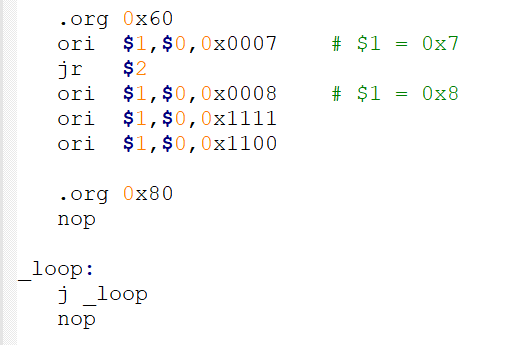 .org 0x60
ori $1,$0,0x0007 # $1 = 0x7
jr $2
ori $1,$0,0x0008 # $1 = 0x8
ori $1,$0,0x1111
ori $1,$0,0x1100
.org 0x80
nop
_loop:
j _loop
nop